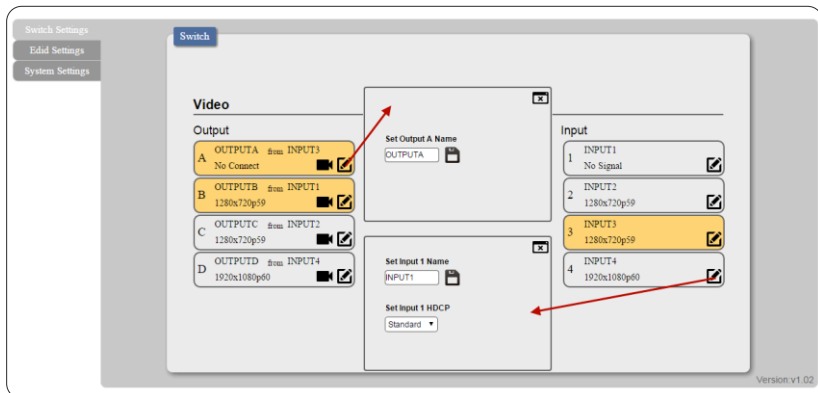 Switch Settings
Edid Settings
System Settings
Switch
Video
Output
A
OUTPUTA from INPUT3
No Connect
B
OUTPUTB from INPUT1
1280x720p59
C
OUTPUTC from INPUT2
1280x720p59
D
OUTPUTD from INPUT4
1920x1080p60
Set Output A Name
OUTPUTA
Set Input 1 Name
INPUT1
Set Input 1 HDCP
Standard
Input
1
INPUT1
No Signal
2
INPUT2
1280x720p59
3
INPUT3
1280x720p59
4
INPUT4
1920x1080p60
Version:v1.02